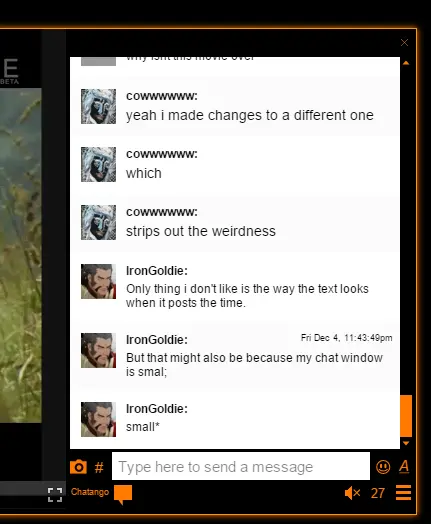 E
BETA
why isnt this movie over
cowwwwww:
yeah i made changes to a different one
cowwwwww:
which
cowwwwww:
strips out the weirdness
IronGoldie:
Only thing i don't like is the way the text looks
when it posts the time.
IronGoldie:
Fri Dec 4, 11:43:49pm
But that might also be because my chat window
is smal;
IronGoldie:
small*
# Type here to send a message A
Chatango 27